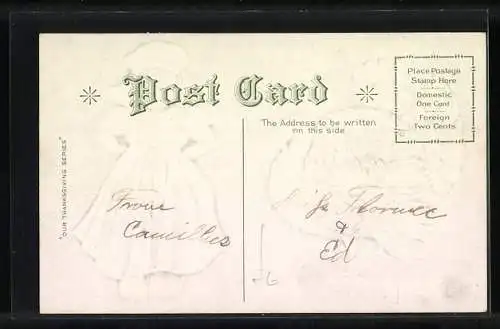 Post Card
Place Postage
Stamp Here
Domestic
One Cent
Foreign
Two Cents
The Address to be written
on this side
"OUR THANKSGIVING SERIES"
From
Camillus
&
Ed